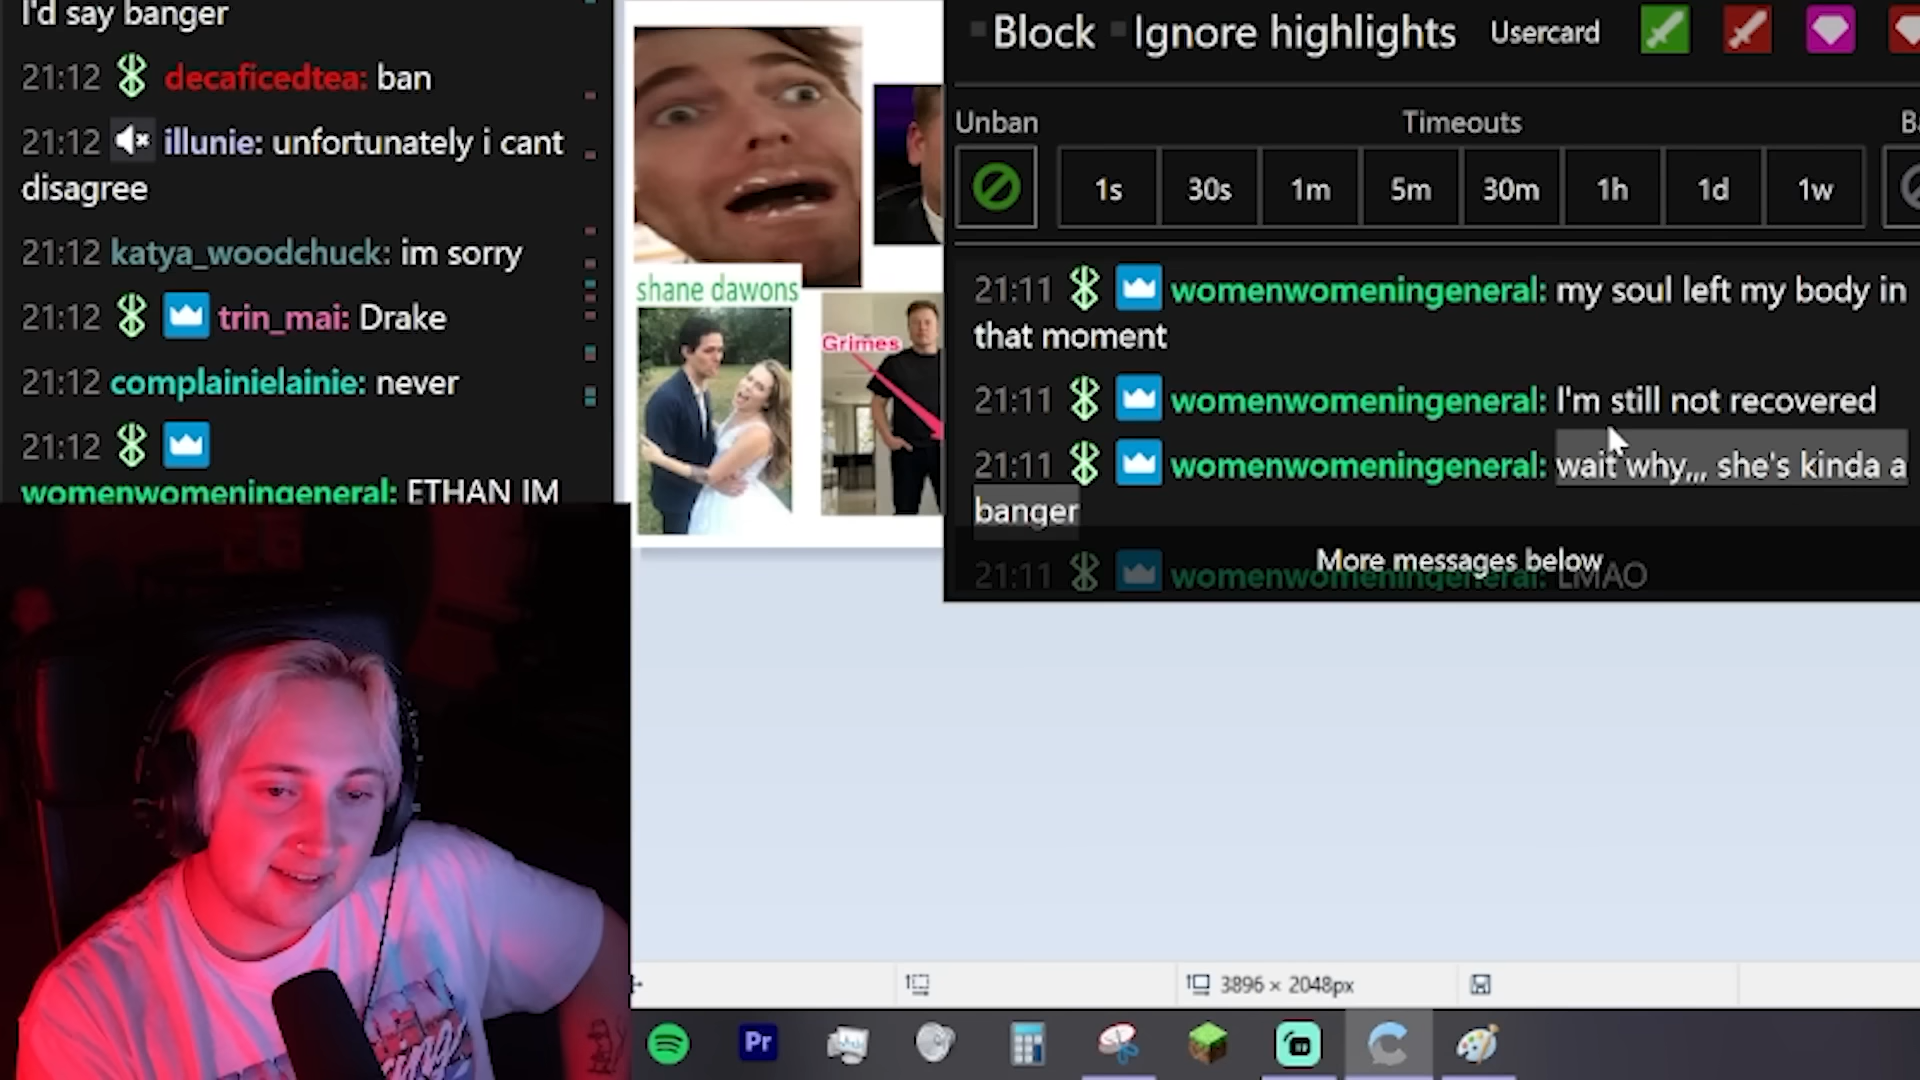 I'd say banger
21:12 decaficedtea: ban
21:12 illunie: unfortunately i cant
disagree
21:12 katya_woodchuck: im sorry
21:12 trin_mai: Drake
21:12 complainielainie: never
21:12
womenwomeningeneral: ETHAN IM
shane dawons
Grimes
Block Ignore highlights Usercard
Unban Timeouts
1s 30s 1m 5m 30m 1h 1d 1w
21:11 womenwomeningeneral: my soul left my body in
that moment
21:11 womenwomeningeneral: I'm still not recovered
21:11 womenwomeningeneral: wait why,,, she's kinda a
banger
More messages below
21:11 womenwomeningeneral: LMAO
3896 × 2048px
Pr